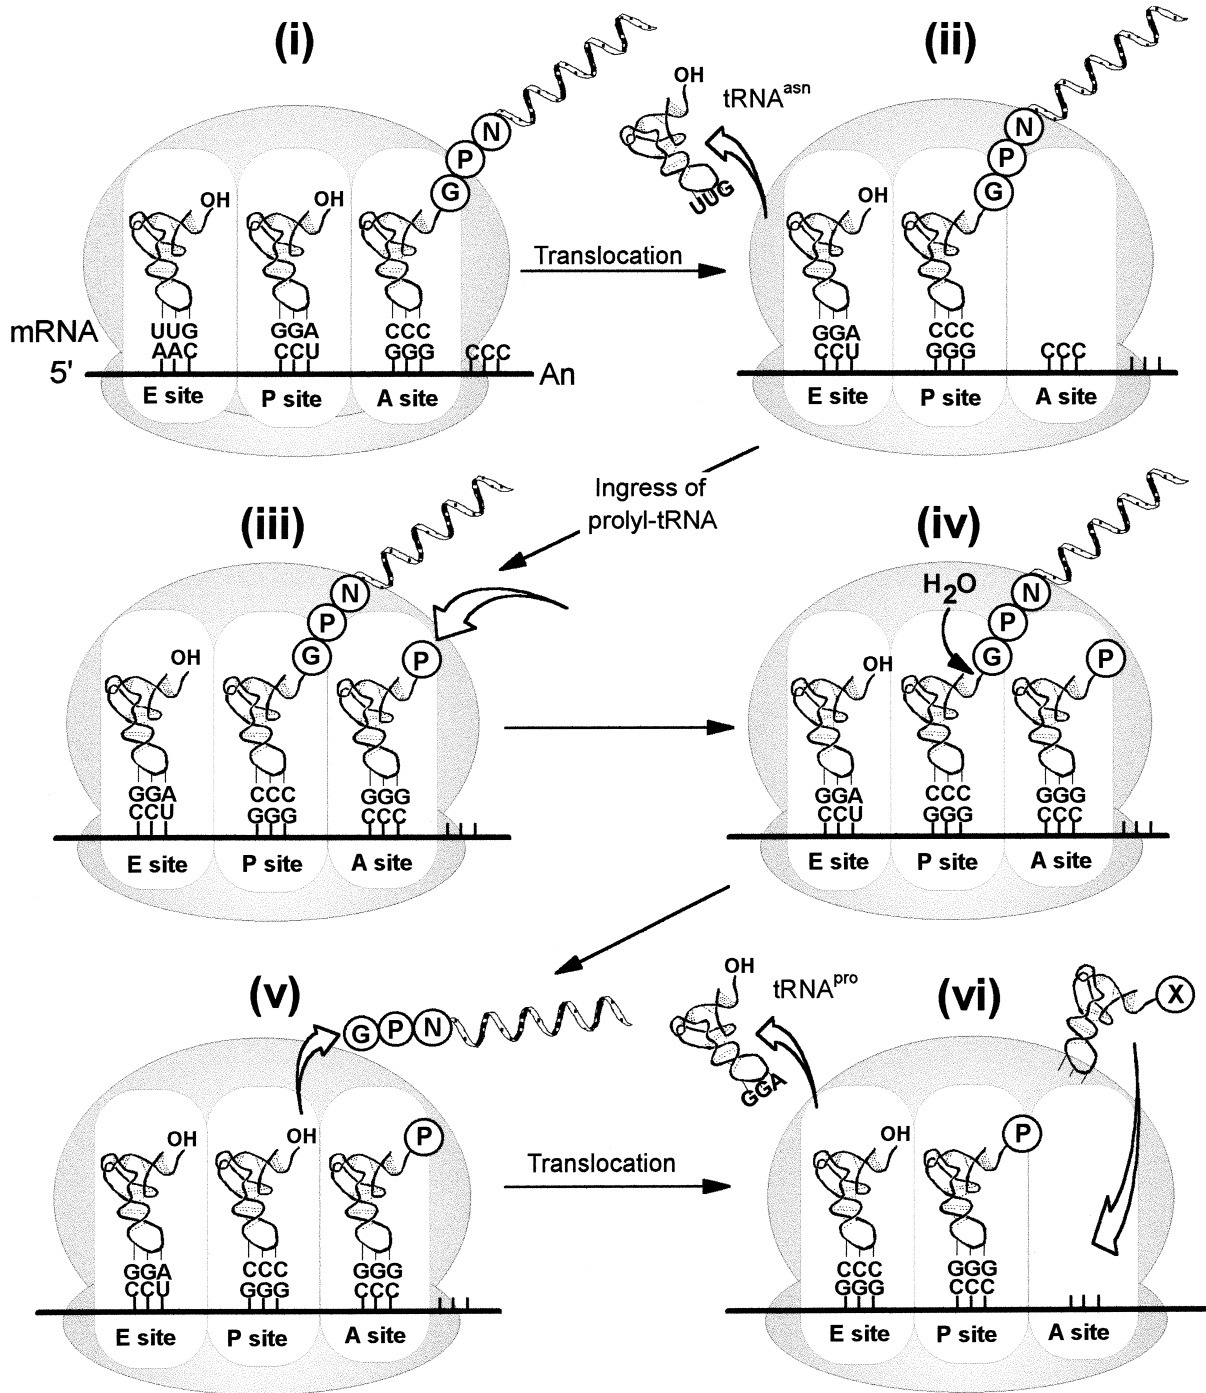 (i)
(ii)
OH
tRNA^asn
N
P
G
OH
OH
UUG
N
P
G
OH
Translocation
mRNA
UUG
GGA
CCC
AAC
CCU
GGG
CCC
5'
An
E site
P site
A site
GGA
CCC
CCU
GGG
CCC
E site
P site
A site
Ingress of
prolyl-tRNA
(iii)
(iv)
N
P
G
P
OH
H2O
N
P
G
P
OH
GGA
CCC
GGG
CCU
GGG
CCC
E site
P site
A site
GGA
CCC
GGG
CCU
GGG
CCC
E site
P site
A site
(v)
(vi)
G P N
OH
tRNA^pro
X
GGA
OH
OH
P
Translocation
OH
P
GGA
CCC
GGG
CCU
GGG
CCC
E site
P site
A site
CCC
GGG
GGG
CCC
E site
P site
A site